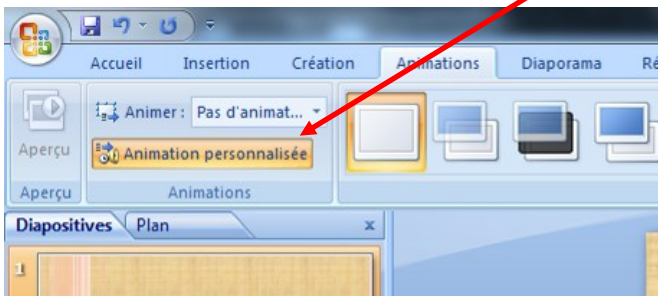 Accueil Insertion Création Animations Diaporama
Animer : Pas d'animat...
Aperçu Animation personnalisée
Aperçu Animations
Diapositives Plan x
1